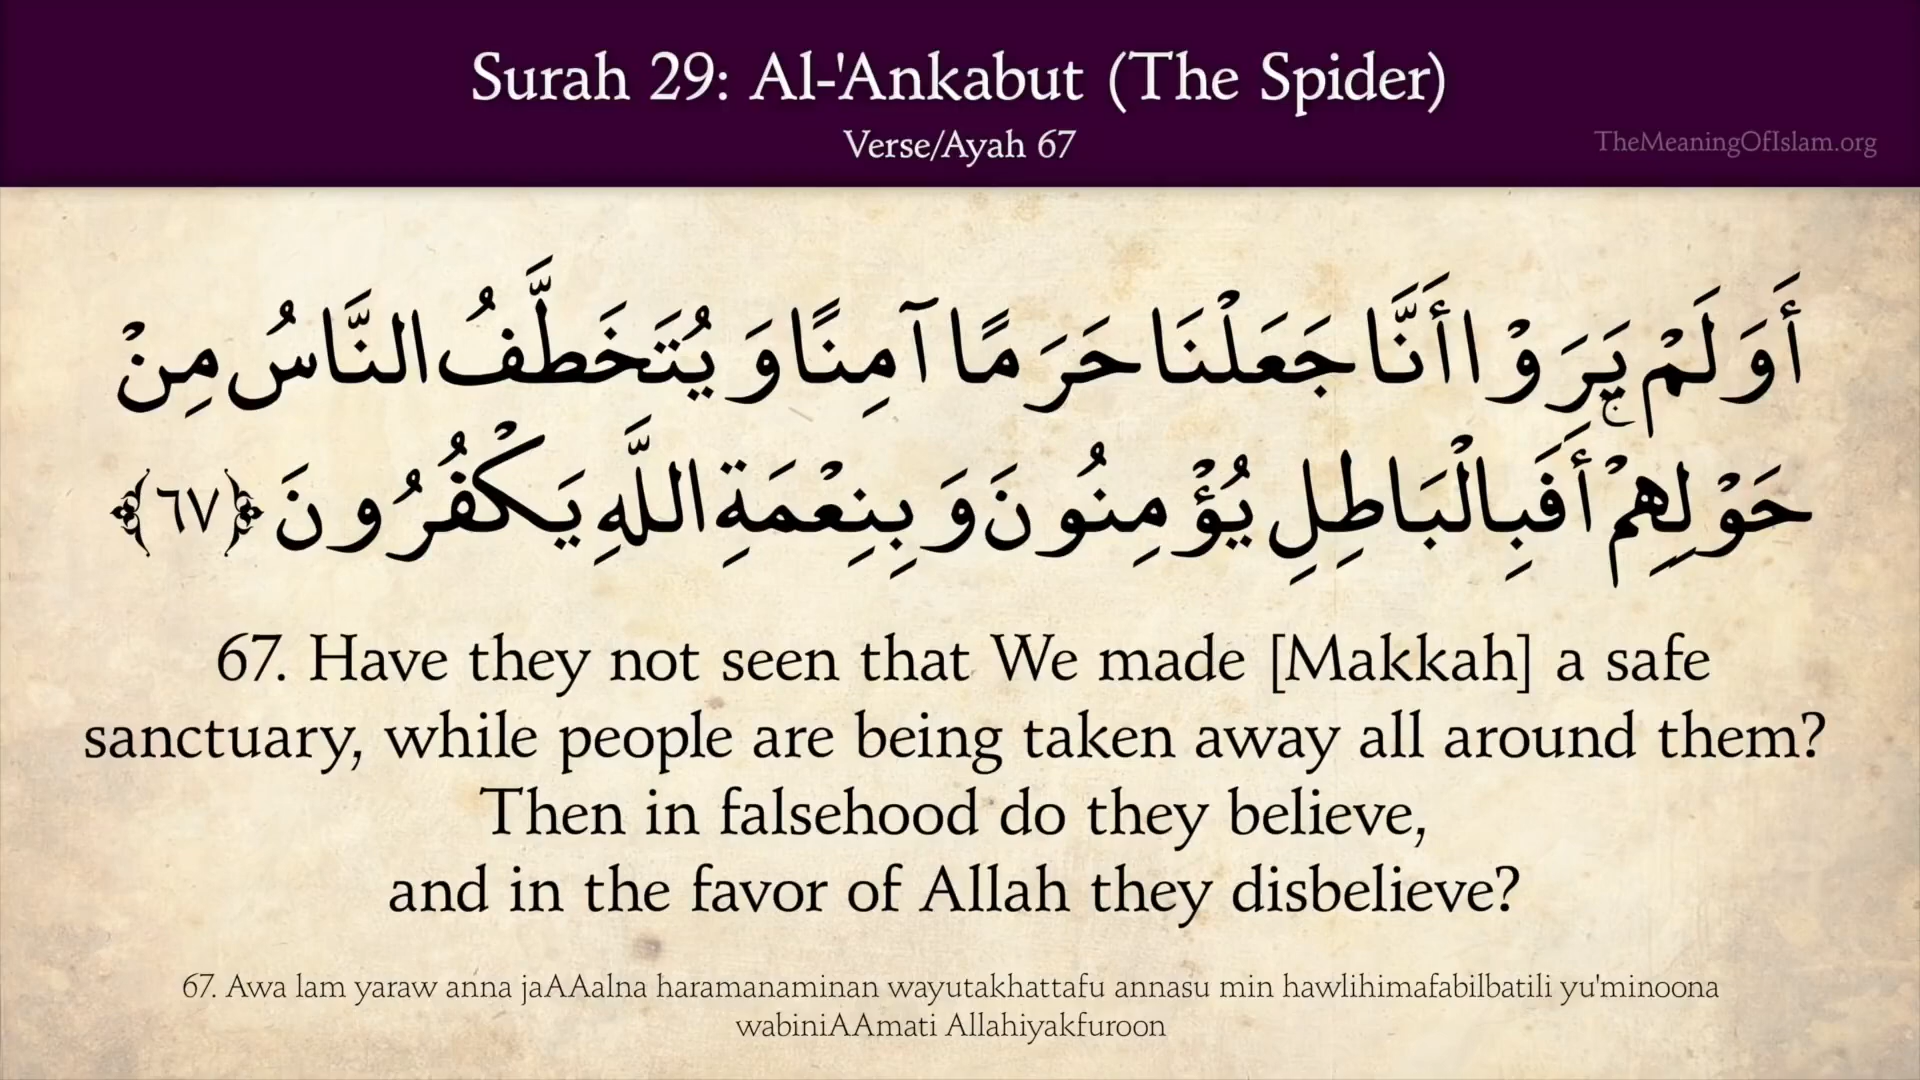 Surah 29: Al-'Ankabut (The Spider)
Verse/Ayah 67
TheMeaningOfIslam.org
أَوَلَمْ يَرَوْا أَنَّا جَعَلْنَا حَرَمًا آمِنًا وَيُتَخَطَّفُ النَّاسُ مِنْ
حَوْلِهِمْ ۚ أَفَبِالْبَاطِلِ يُؤْمِنُونَ وَبِنِعْمَةِ اللَّهِ يَكْفُرُونَ ﴿٦٧﴾
67. Have they not seen that We made [Makkah] a safe
sanctuary, while people are being taken away all around them?
Then in falsehood do they believe,
and in the favor of Allah they disbelieve?
67. Awa lam yaraw anna jaAAalna haramanaminan wayutakhattafu annasu min hawlihimafabilbatili yu'minoona
wabiniAAmati Allahiyakfuroon